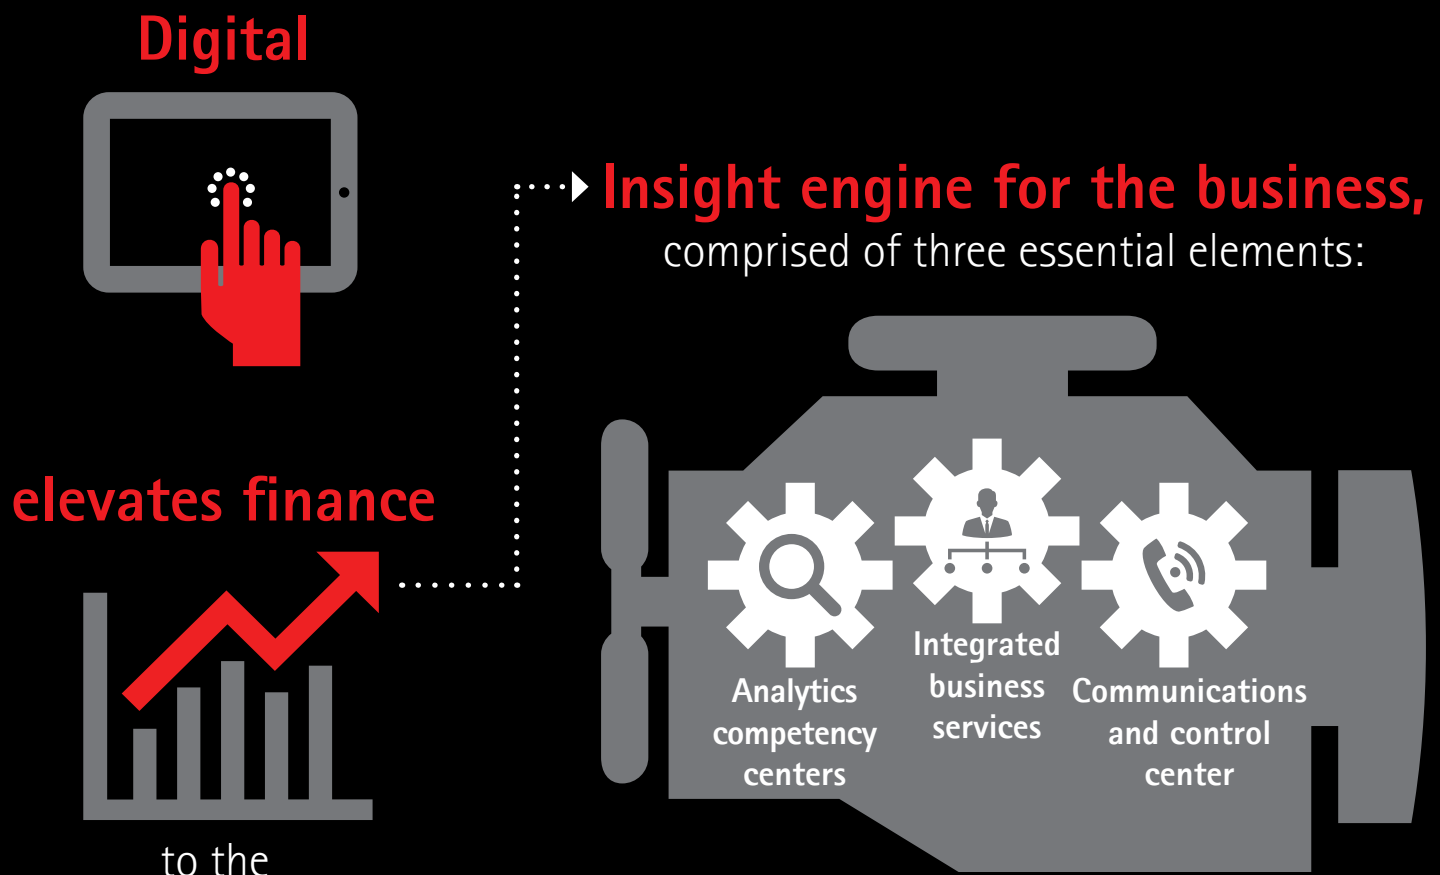 Digital
elevates finance
to the
Insight engine for the business,
comprised of three essential elements:
Analytics
competency
centers
Integrated
business
services
Communications
and control
center